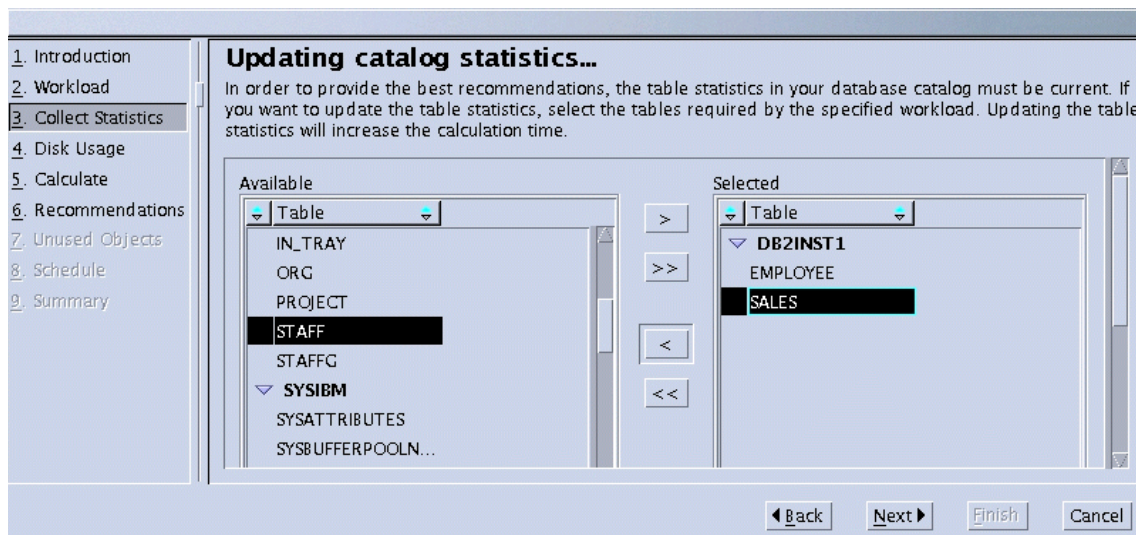 1. Introduction
2. Workload
3. Collect Statistics
4. Disk Usage
5. Calculate
6. Recommendations
7. Unused Objects
8. Schedule
9. Summary
Updating catalog statistics...
In order to provide the best recommendations, the table statistics in your database catalog must be current. If
you want to update the table statistics, select the tables required by the specified workload. Updating the table
statistics will increase the calculation time.
Available
Table
IN_TRAY
ORG
PROJECT
STAFF
STAFFG
SYSIBM
SYSATTRIBUTES
SYSBUFFERPOOLN...
>
>>
<
<<
Selected
Table
DB2INST1
EMPLOYEE
SALES
Back
Next
Finish
Cancel